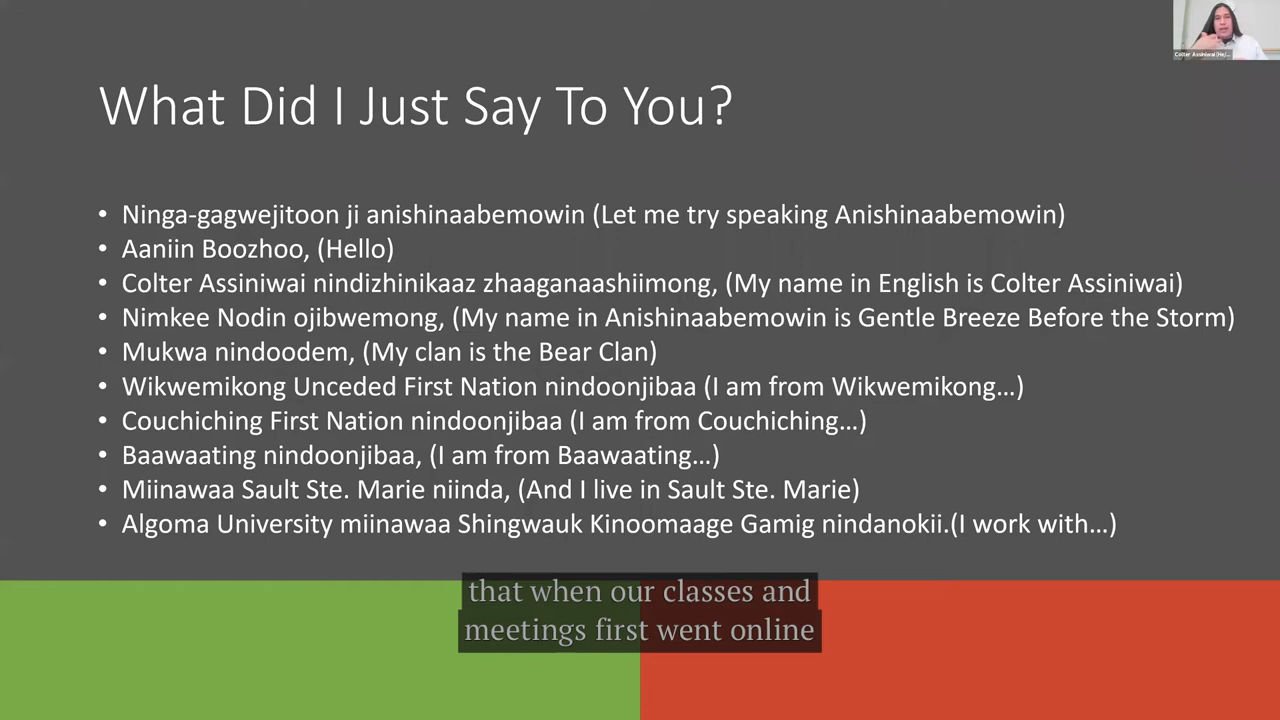 Colter Assiniwai (He/...
What Did I Just Say To You?
• Ninga-gagwejitoon ji anishinaabemowin (Let me try speaking Anishinaabemowin)
• Aaniin Boozhoo, (Hello)
• Colter Assiniwai nindizhinikaaz zhaaganaashiimong, (My name in English is Colter Assiniwai)
• Nimkee Nodin ojibwemong, (My name in Anishinaabemowin is Gentle Breeze Before the Storm)
• Mukwa nindoodem, (My clan is the Bear Clan)
• Wikwemikong Unceded First Nation nindoonjibaa (I am from Wikwemikong…)
• Couchiching First Nation nindoonjibaa (I am from Couchiching…)
• Baawaating nindoonjibaa, (I am from Baawaating…)
• Miinawaa Sault Ste. Marie niinda, (And I live in Sault Ste. Marie)
• Algoma University miinawaa Shingwauk Kinoomaage Gamig nindanokii.(I work with…)
that when our classes and
meetings first went online